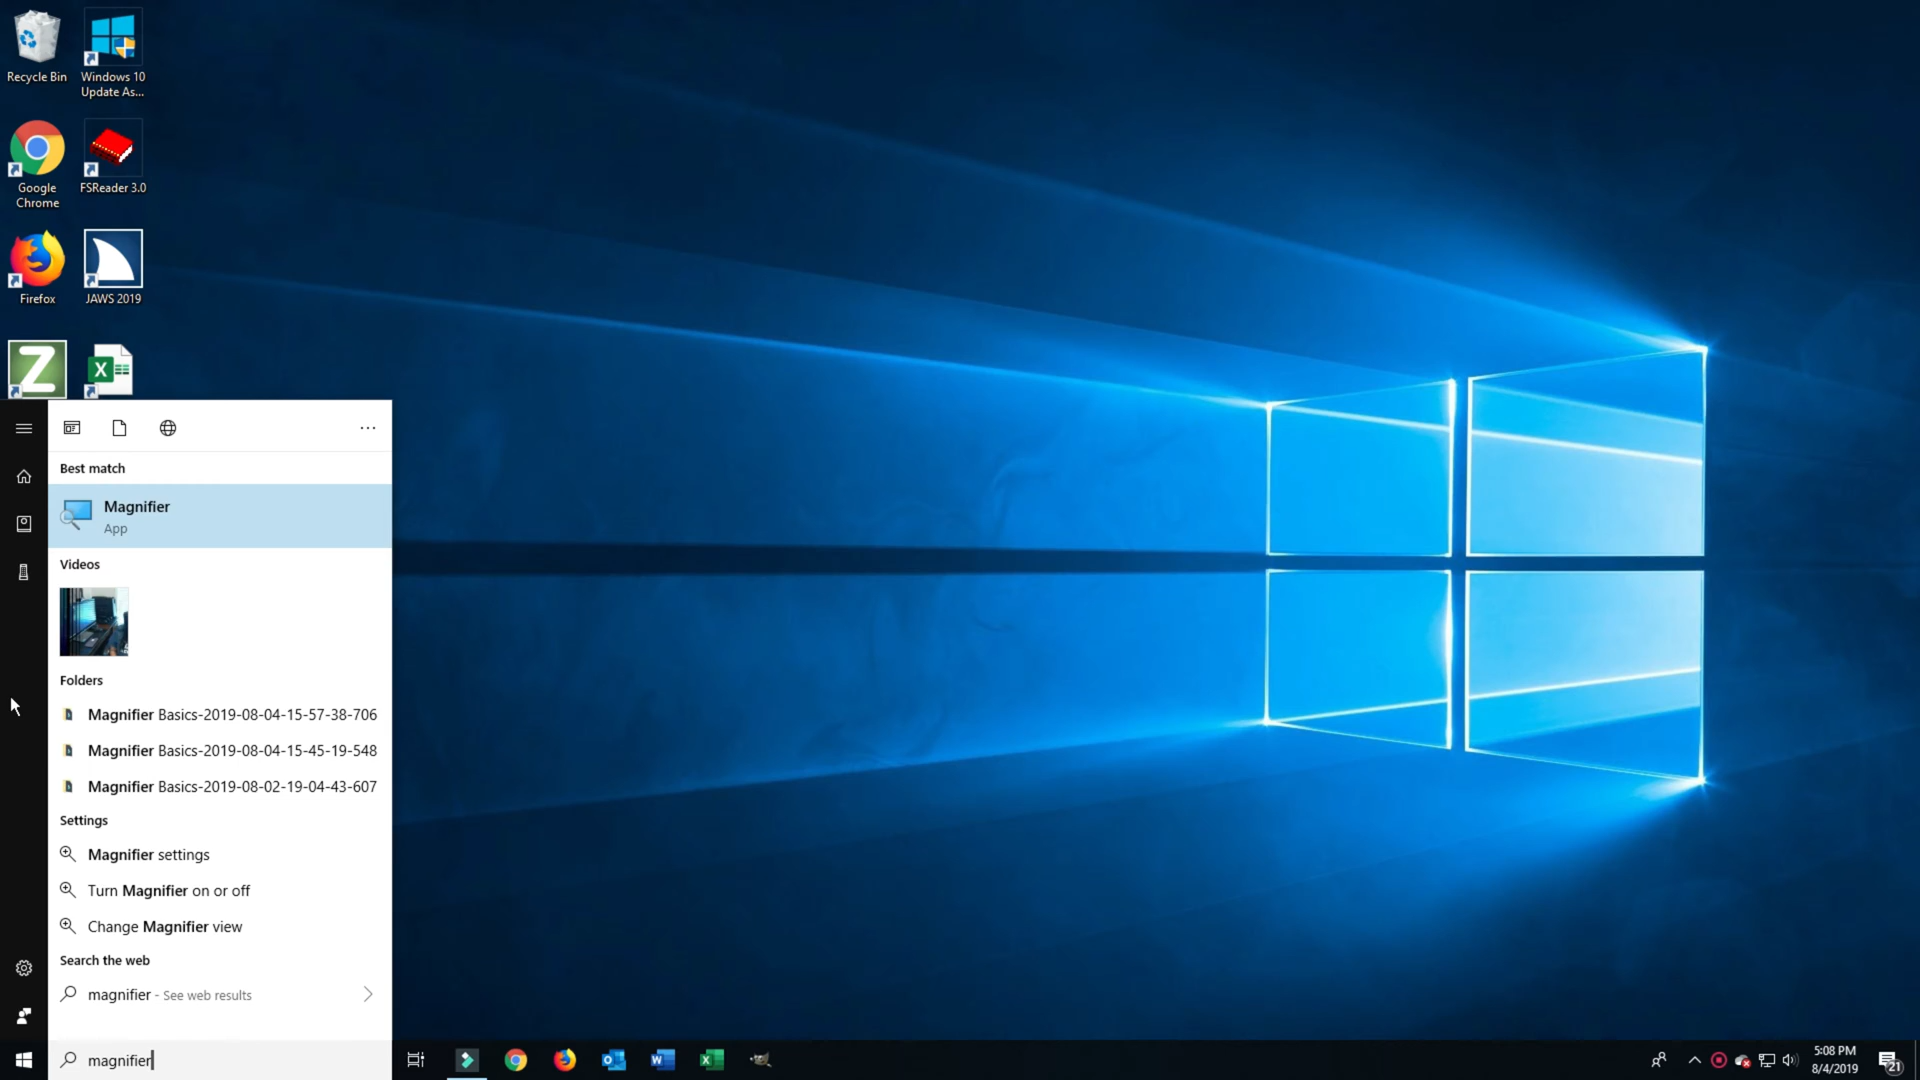 Recycle Bin
Windows 10
Update As...
Google
Chrome
FSReader 3.0
Firefox
JAWS 2019
Best match
Magnifier
App
Videos
Folders
Magnifier Basics-2019-08-04-15-57-38-706
Magnifier Basics-2019-08-04-15-45-19-548
Magnifier Basics-2019-08-02-19-04-43-607
Settings
Magnifier settings
Turn Magnifier on or off
Change Magnifier view
Search the web
magnifier - See web results
magnifier
5:08 PM
8/4/2019
21